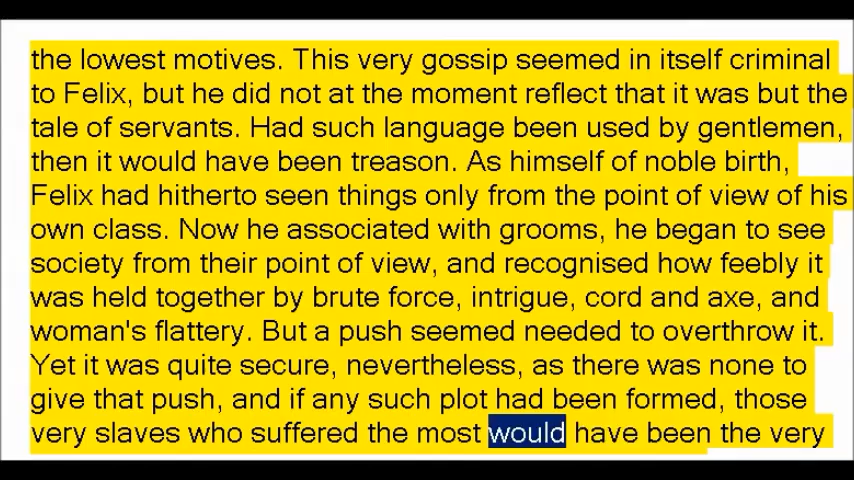 the lowest motives. This very gossip seemed in itself criminal
to Felix, but he did not at the moment reflect that it was but the
tale of servants. Had such language been used by gentlemen,
then it would have been treason. As himself of noble birth,
Felix had hitherto seen things only from the point of view of his
own class. Now he associated with grooms, he began to see
society from their point of view, and recognised how feebly it
was held together by brute force, intrigue, cord and axe, and
woman's flattery. But a push seemed needed to overthrow it.
Yet it was quite secure, nevertheless, as there was none to
give that push, and if any such plot had been formed, those
very slaves who suffered the most would have been the very